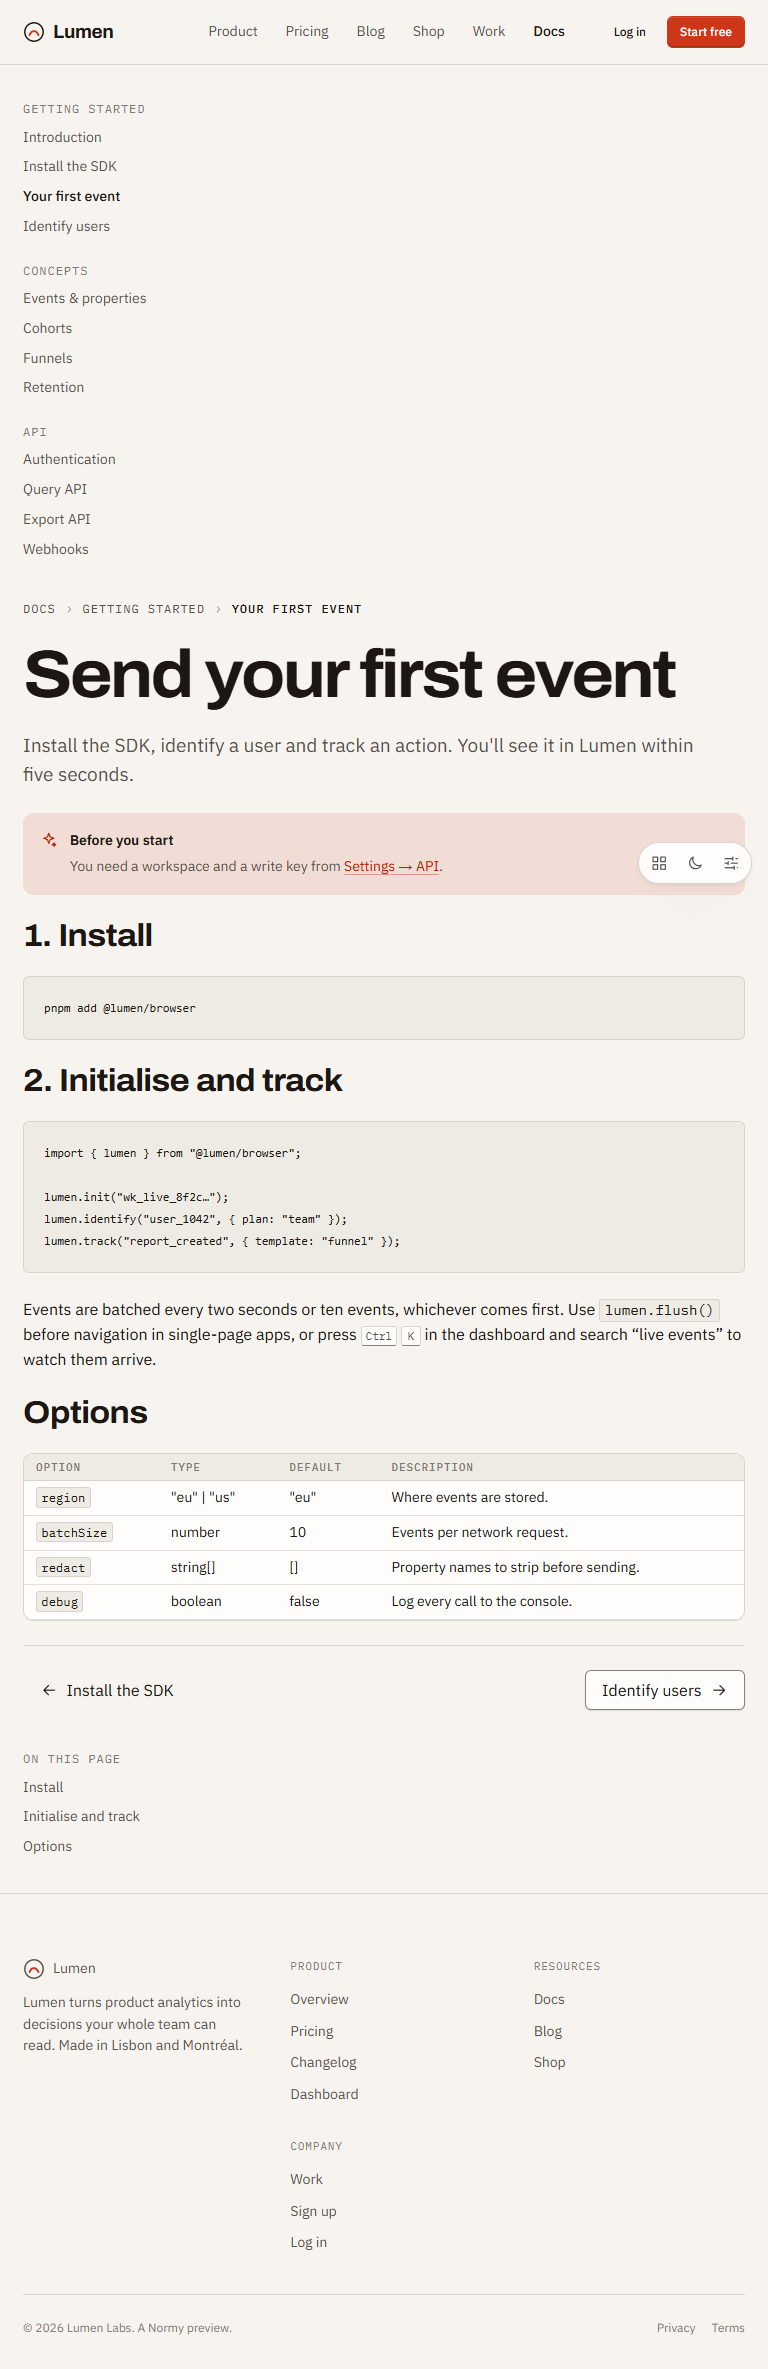 Lumen
Product Pricing Blog Shop Work Docs Log in Start free
GETTING STARTED
Introduction
Install the SDK
Your first event
Identify users
CONCEPTS
Events & properties
Cohorts
Funnels
Retention
API
Authentication
Query API
Export API
Webhooks
DOCS › GETTING STARTED › YOUR FIRST EVENT
Send your first event
Install the SDK, identify a user and track an action. You'll see it in Lumen within
five seconds.
Before you start
You need a workspace and a write key from Settings → API.
1. Install
pnpm add @lumen/browser
2. Initialise and track
import { lumen } from "@lumen/browser";
lumen.init("wk_live_8f2c…");
lumen.identify("user_1042", { plan: "team" });
lumen.track("report_created", { template: "funnel" });
Events are batched every two seconds or ten events, whichever comes first. Use lumen.flush()
before navigation in single-page apps, or press Ctrl K in the dashboard and search “live events” to
watch them arrive.
Options
OPTION TYPE DEFAULT DESCRIPTION
region "eu" | "us" "eu" Where events are stored.
batchSize number 10 Events per network request.
redact string[] [] Property names to strip before sending.
debug boolean false Log every call to the console.
← Install the SDK
Identify users →
ON THIS PAGE
Install
Initialise and track
Options
Lumen
Lumen turns product analytics into
decisions your whole team can
read. Made in Lisbon and Montréal.
PRODUCT
Overview
Pricing
Changelog
Dashboard
RESOURCES
Docs
Blog
Shop
COMPANY
Work
Sign up
Log in
© 2026 Lumen Labs. A Normy preview.
Privacy Terms